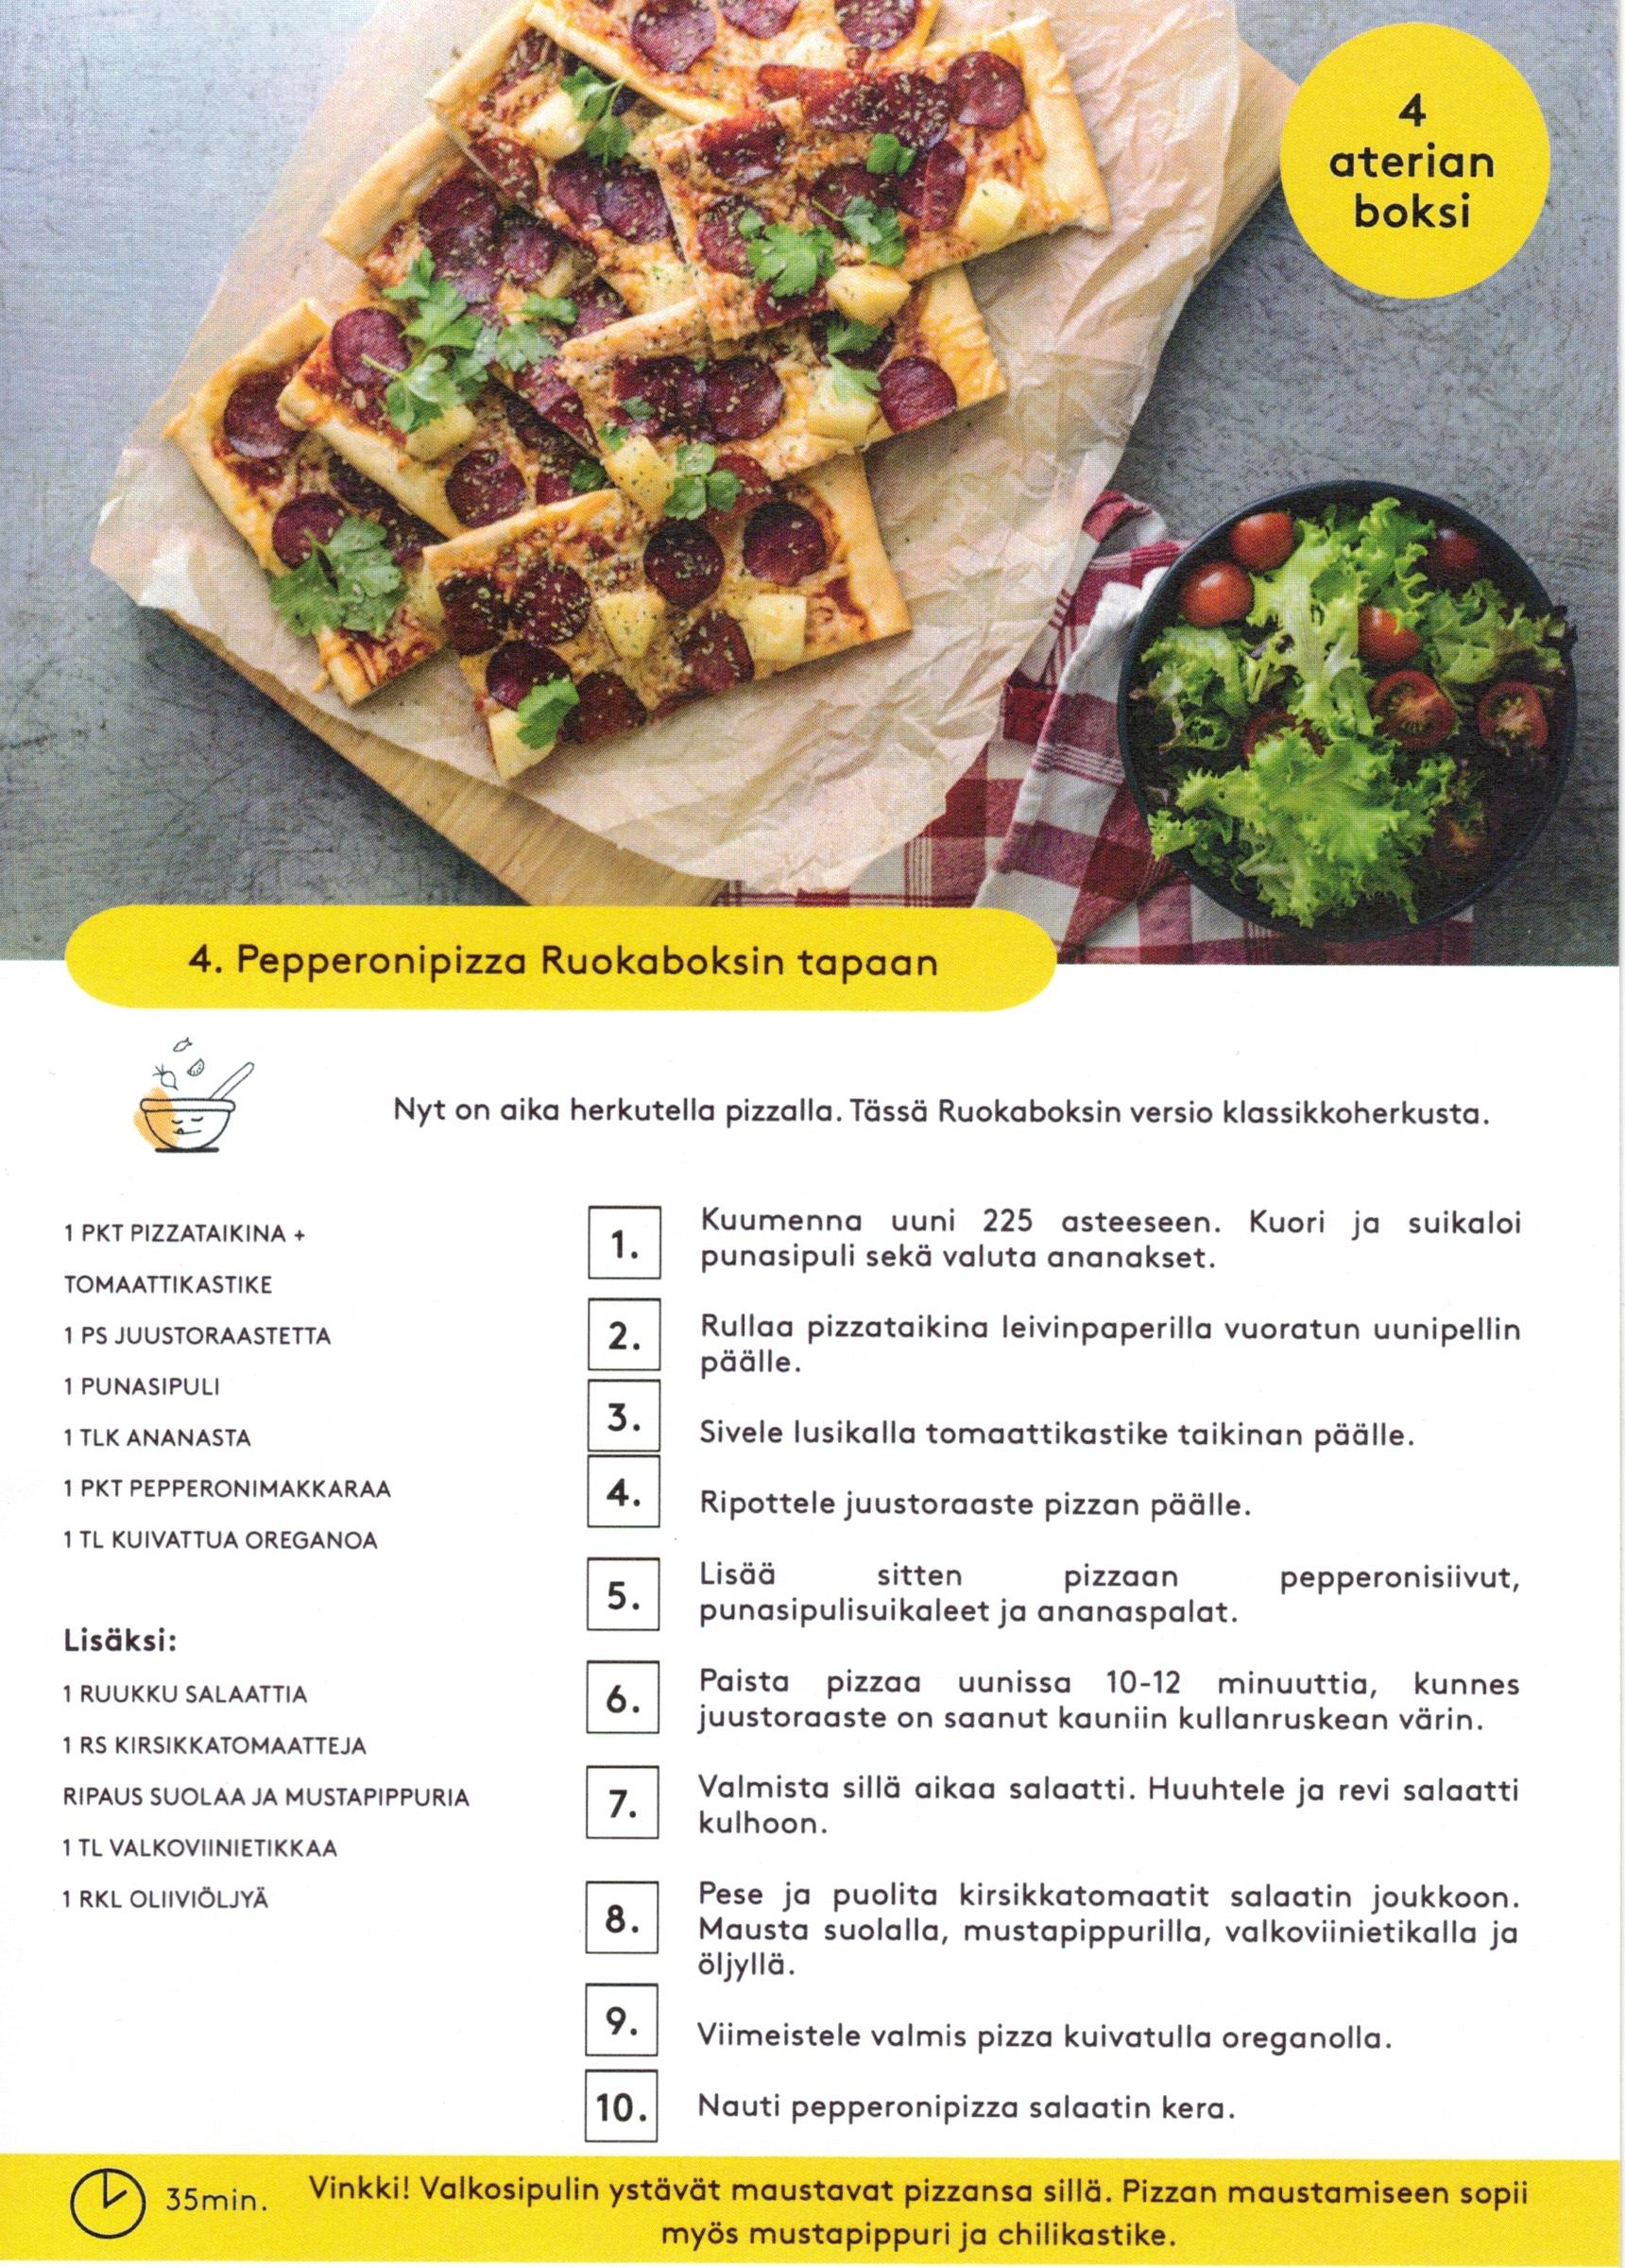 4
aterian
boksi
4. Pepperonipizza Ruokaboksin tapaan
Nyt on aika herkutella pizzalla. Tässä Ruokaboksin versio klassikkoherkusta.
1 PKT PIZZATAIKINA +
TOMAATTIKASTIKE
1 PS JUUSTORAASTETTA
1 PUNASIPULI
1 TLK ANANASTA
1 PKT PEPPERONIMAKKARAA
1 TL KUIVATTUA OREGANOA
Lisäksi:
1 RUUKKU SALAATTIA
1 RS KIRSIKKATOMAATTEJA
RIPAUS SUOLAA JA MUSTAPIPPURIA
1 TL VALKOVIINIETIKKAA
1 RKL OLIIVIÖLJYÄ
1. Kuumenna uuni 225 asteeseen. Kuori ja suikaloi
punasipuli sekä valuta ananakset.
2. Rullaa pizzataikina leivinpaperilla vuoratun uunipellin
päälle.
3. Sivele lusikalla tomaattikastike taikinan päälle.
4. Ripottele juustoraaste pizzan päälle.
5. Lisää sitten pizzaan pepperonisiivut,
punasipulisuikaleet ja ananaspalat.
6. Paista pizzaa uunissa 10-12 minuuttia, kunnes
juustoraaste on saanut kauniin kullanruskean värin.
7. Valmista sillä aikaa salaatti. Huuhtele ja revi salaatti
kulhoon.
8. Pese ja puolita kirsikkatomaatit salaatin joukkoon.
Mausta suolalla, mustapippurilla, valkoviinietikalla ja
öljyllä.
9. Viimeistele valmis pizza kuivatulla oreganolla.
10. Nauti pepperonipizza salaatin kera.
35min.
Vinkki! Valkosipulin ystävät maustavat pizzansa sillä. Pizzan maustamiseen sopii
myös mustapippuri ja chilikastike.